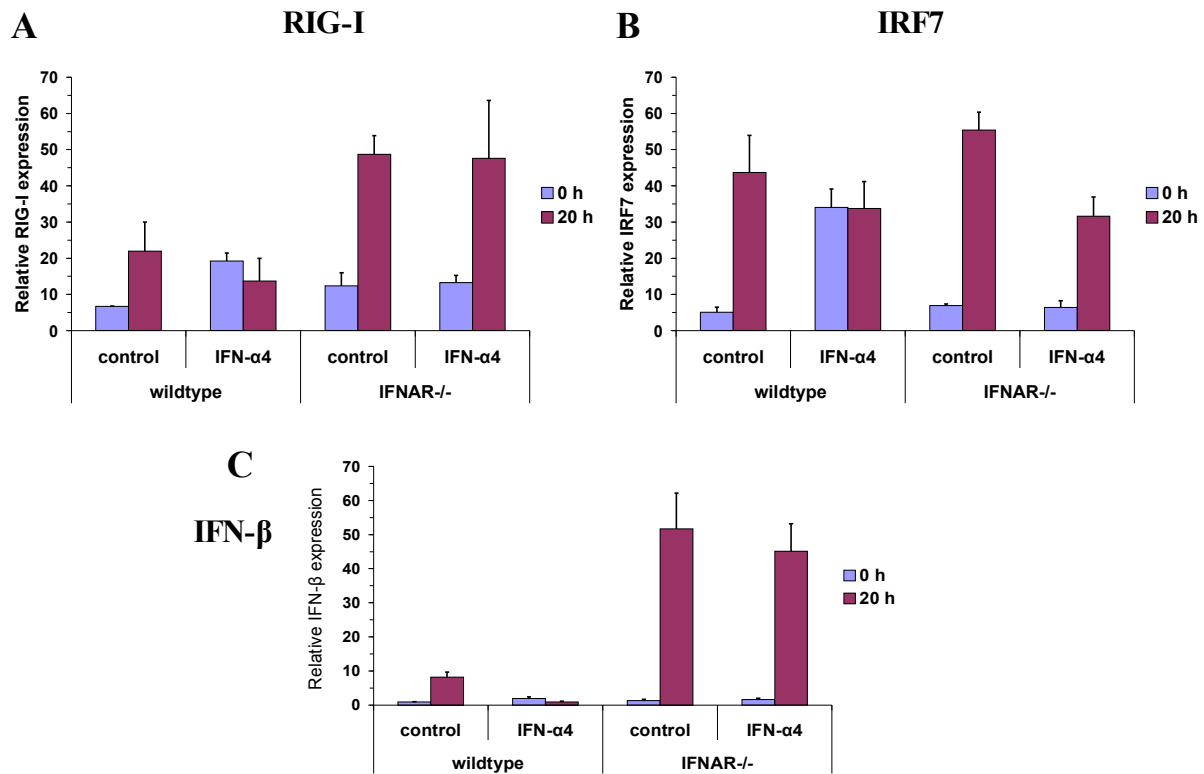 A
RIG-I
Relative RIG-I expression
70
60
50
40
30
20
10
0
control
IFN-α4
control
IFN-α4
wildtype
IFNAR-/-
0 h
20 h
B
IRF7
Relative IRF7 expression
70
60
50
40
30
20
10
0
control
IFN-α4
control
IFN-α4
wildtype
IFNAR-/-
0 h
20 h
C
IFN-β
Relative IFN-β expression
70
60
50
40
30
20
10
0
control
IFN-α4
control
IFN-α4
wildtype
IFNAR-/-
0 h
20 h